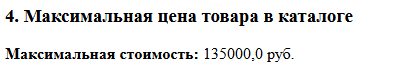 4. Максимальная цена товара в каталоге
Максимальная стоимость: 135000,0 руб.